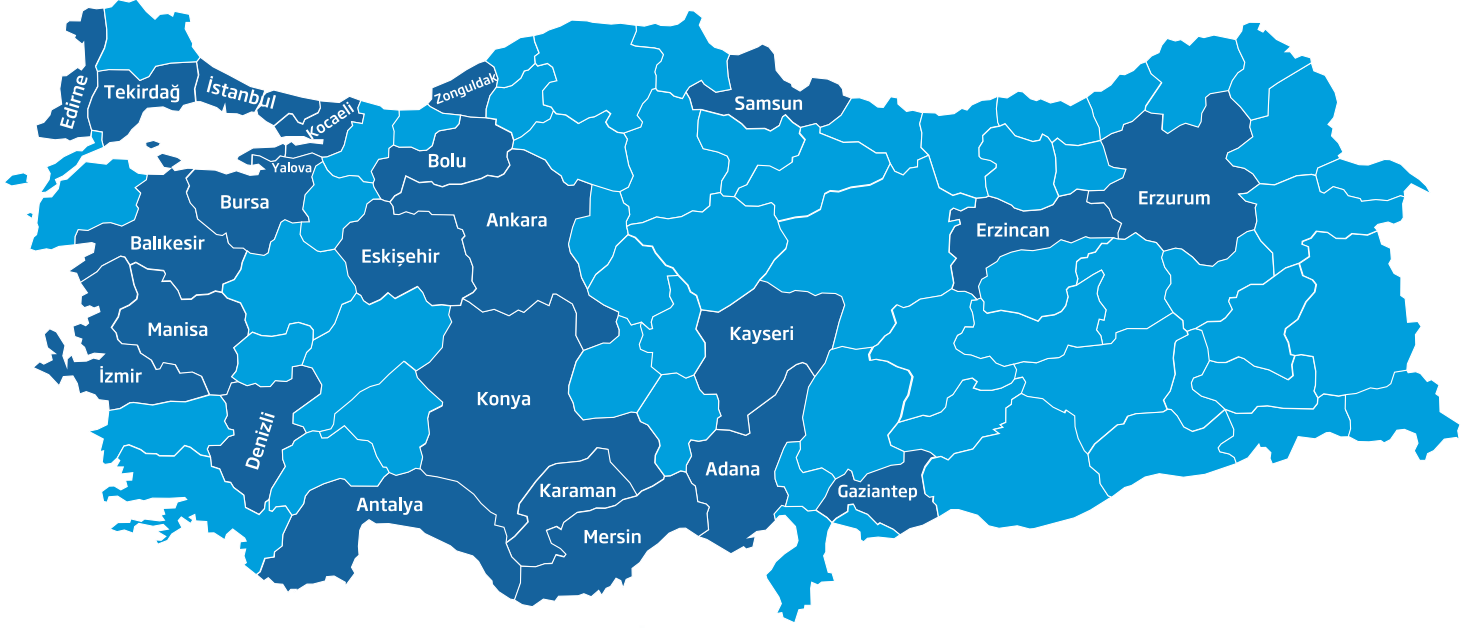 Edirne
Tekirdağ
İstanbul
Kocaeli
Zonguldak
Samsun
Yalova
Bolu
Bursa
Ankara
Erzurum
Balıkesir
Eskişehir
Erzincan
Manisa
Kayseri
İzmir
Konya
Denizli
Adana
Karaman
Gaziantep
Antalya
Mersin